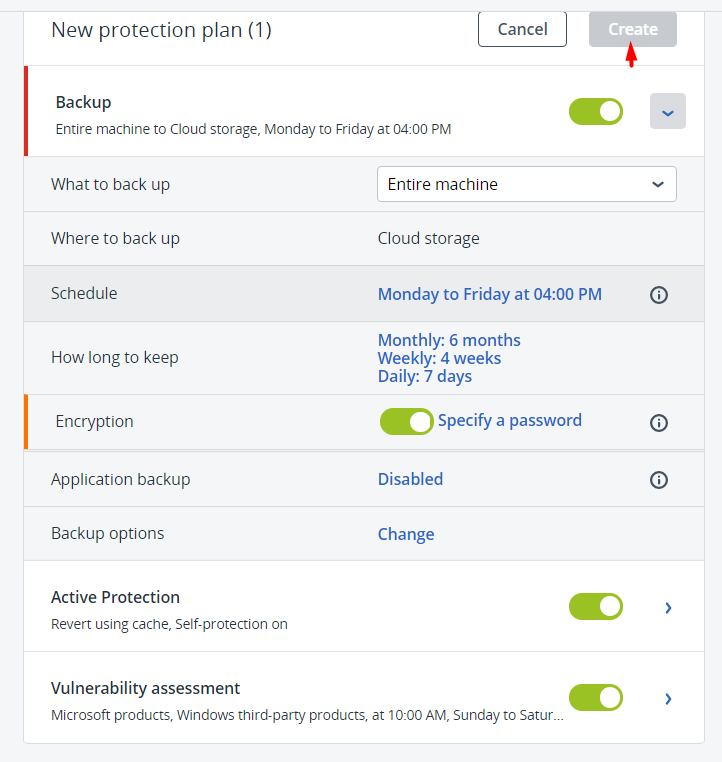 New protection plan (1)
Cancel
Create
Backup
Entire machine to Cloud storage, Monday to Friday at 04:00 PM
What to back up
Entire machine
Where to back up
Cloud storage
Schedule
Monday to Friday at 04:00 PM
How long to keep
Monthly: 6 months
Weekly: 4 weeks
Daily: 7 days
Encryption
Specify a password
Application backup
Disabled
Backup options
Change
Active Protection
Revert using cache, Self-protection on
Vulnerability assessment
Microsoft products, Windows third-party products, at 10:00 AM, Sunday to Satur...